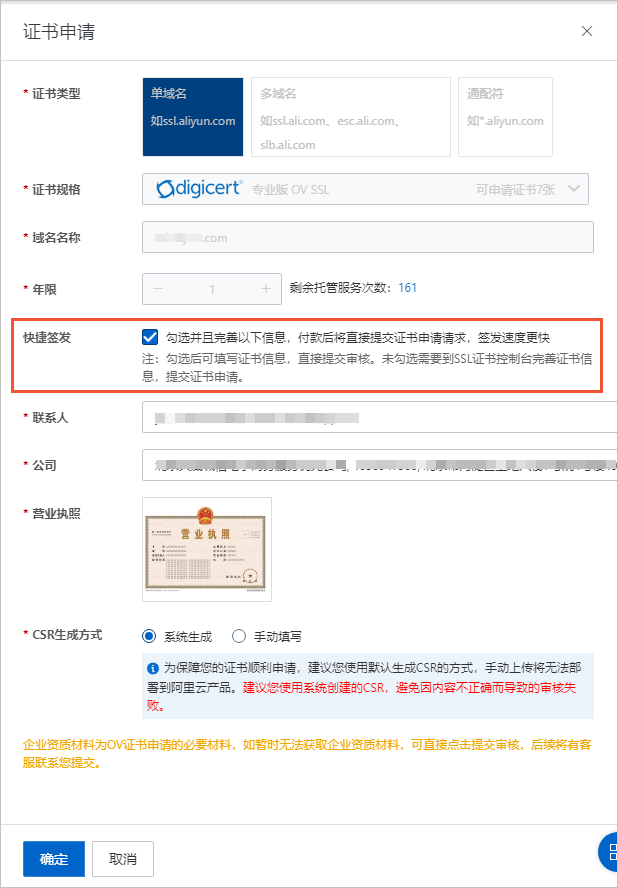 证书申请
* 证书类型
单域名
如ssl.aliyun.com
多域名
如ssl.ali.com、esc.ali.com、
slb.ali.com
通配符
如*.aliyun.com
* 证书规格
digicert® 专业版 OV SSL 可申请证书7张
* 域名名称
.com
* 年限
1
剩余托管服务次数: 161
快捷签发
勾选并且完善以下信息，付款后将直接提交证书申请请求，签发速度更快
注：勾选后可填写证书信息，直接提交审核。未勾选需要到SSL证书控制台完善证书信
息，提交证书申请。
* 联系人
* 公司
* 营业执照
营业执照
* CSR生成方式
系统生成 手动填写
为保障您的证书顺利申请，建议您使用默认生成CSR的方式，手动上传将无法部
署到阿里云产品。建议您使用系统创建的CSR，避免因内容不正确而导致的审核失
败。
企业资质材料为OV证书申请的必要材料，如暂时无法获取企业资质材料，可直接点击提交审核，后续将有客
服联系您提交。
确定 取消